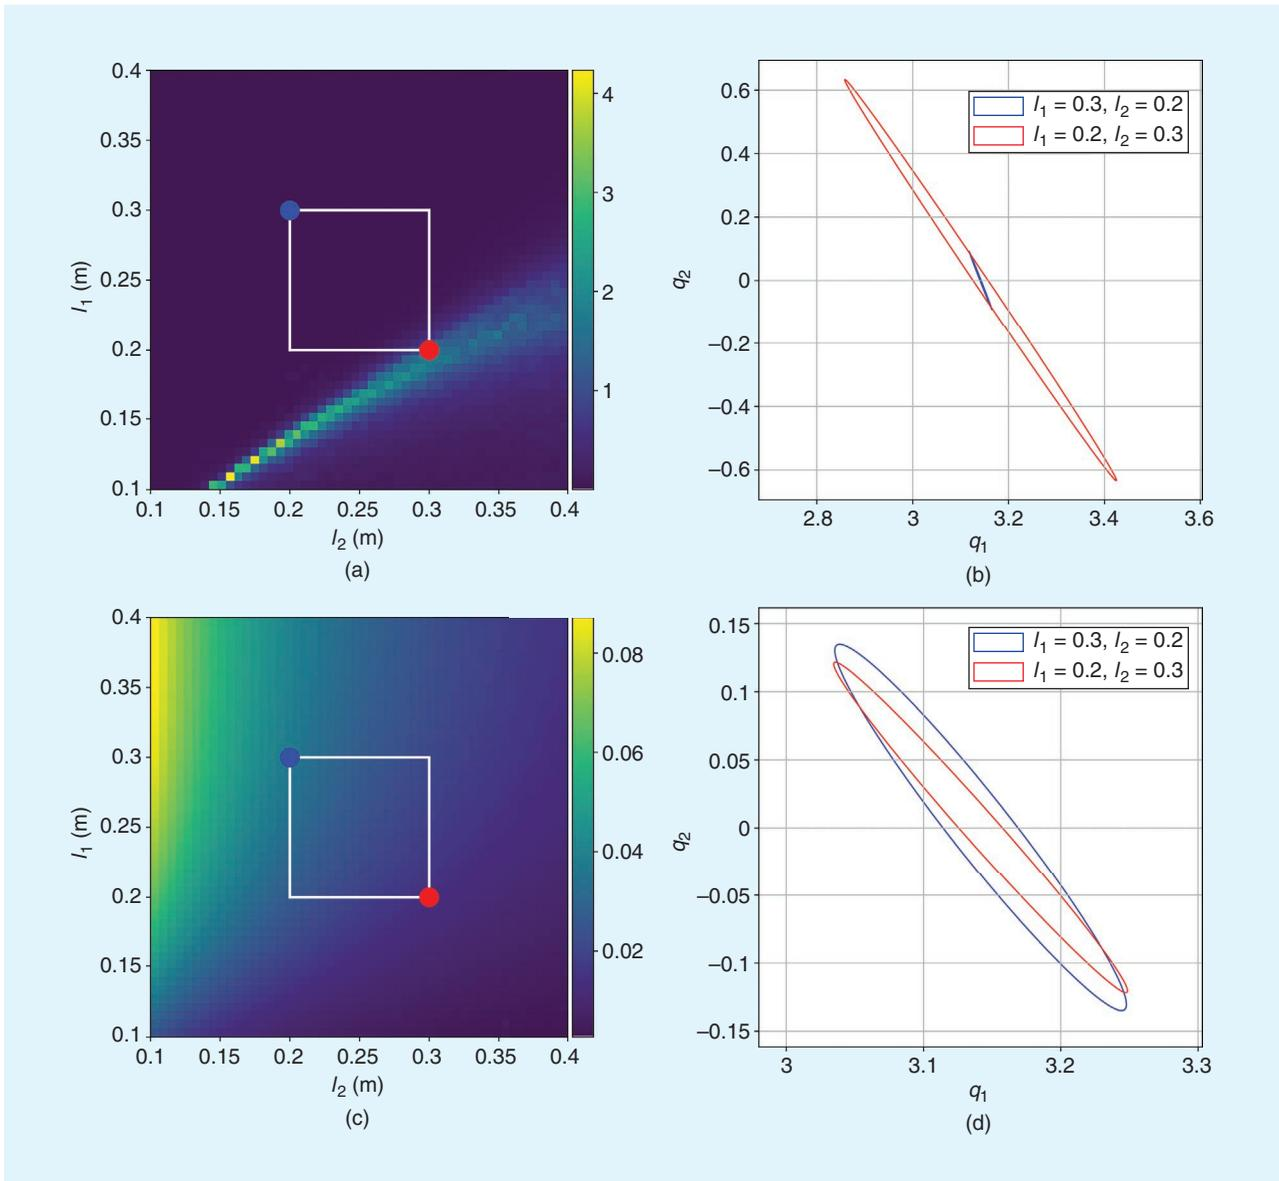 0.4
0.35
0.3
0.25
0.2
0.15
0.1
l1 (m)
0.1 0.15 0.2 0.25 0.3 0.35 0.4
l2 (m)
4
3
2
1
(a)
0.6
0.4
0.2
0
–0.2
–0.4
–0.6
q2
l1 = 0.3, l2 = 0.2
l1 = 0.2, l2 = 0.3
2.8 3 3.2 3.4 3.6
q1
(b)
0.4
0.35
0.3
0.25
0.2
0.15
0.1
l1 (m)
0.1 0.15 0.2 0.25 0.3 0.35 0.4
l2 (m)
0.08
0.06
0.04
0.02
(c)
0.15
0.1
0.05
0
–0.05
–0.1
–0.15
q2
l1 = 0.3, l2 = 0.2
l1 = 0.2, l2 = 0.3
3 3.1 3.2 3.3
q1
(d)